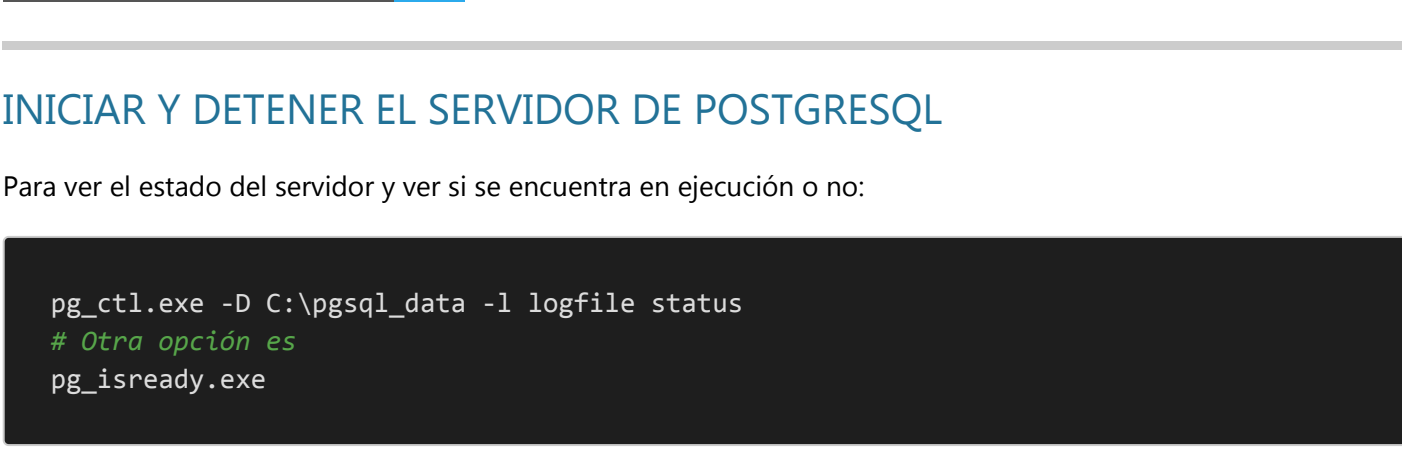 INICIAR Y DETENER EL SERVIDOR DE POSTGRESQL
Para ver el estado del servidor y ver si se encuentra en ejecución o no:
pg_ctl.exe -D C:\pgsql_data -l logfile status
# Otra opción es
pg_isready.exe